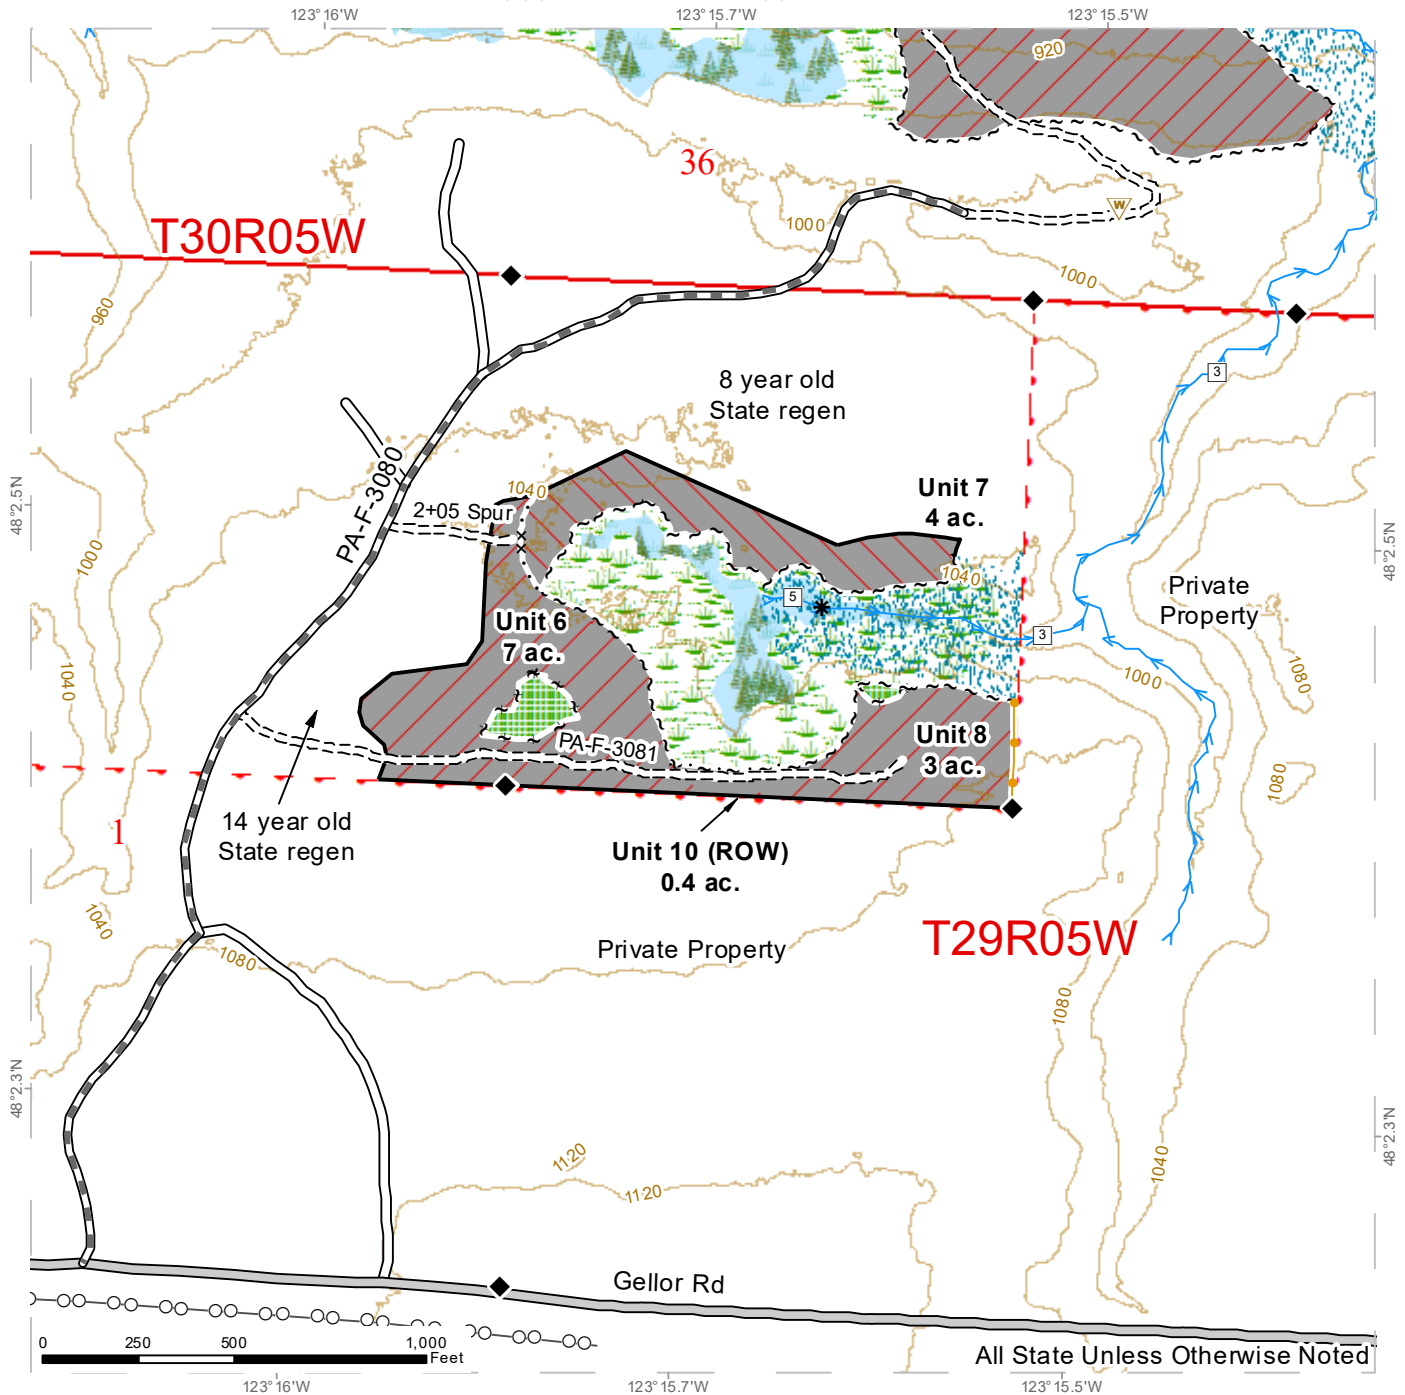 123°16'W
123°15.7'W
123°15.5'W
920
36
W
T30R05W
1000
1000
960
3
8 year old
State regen
PA-F-3080
1040
2+05 Spur
Unit 7
4 ac.
48°2.5'N
48°2.5'N
1000
1040
Private
Property
5
Unit 6
7 ac.
3
1040
1000
1080
PA-F-3081
Unit 8
3 ac.
1080
14 year old
State regen
1
Unit 10 (ROW)
0.4 ac.
1040
1080
Private Property
T29R05W
1080
48°2.3'N
48°2.3'N
1120
1120
1040
Gellor Rd
0 250 500 1,000
Feet
All State Unless Otherwise Noted
123°16'W
123°15.7'W
123°15.5'W